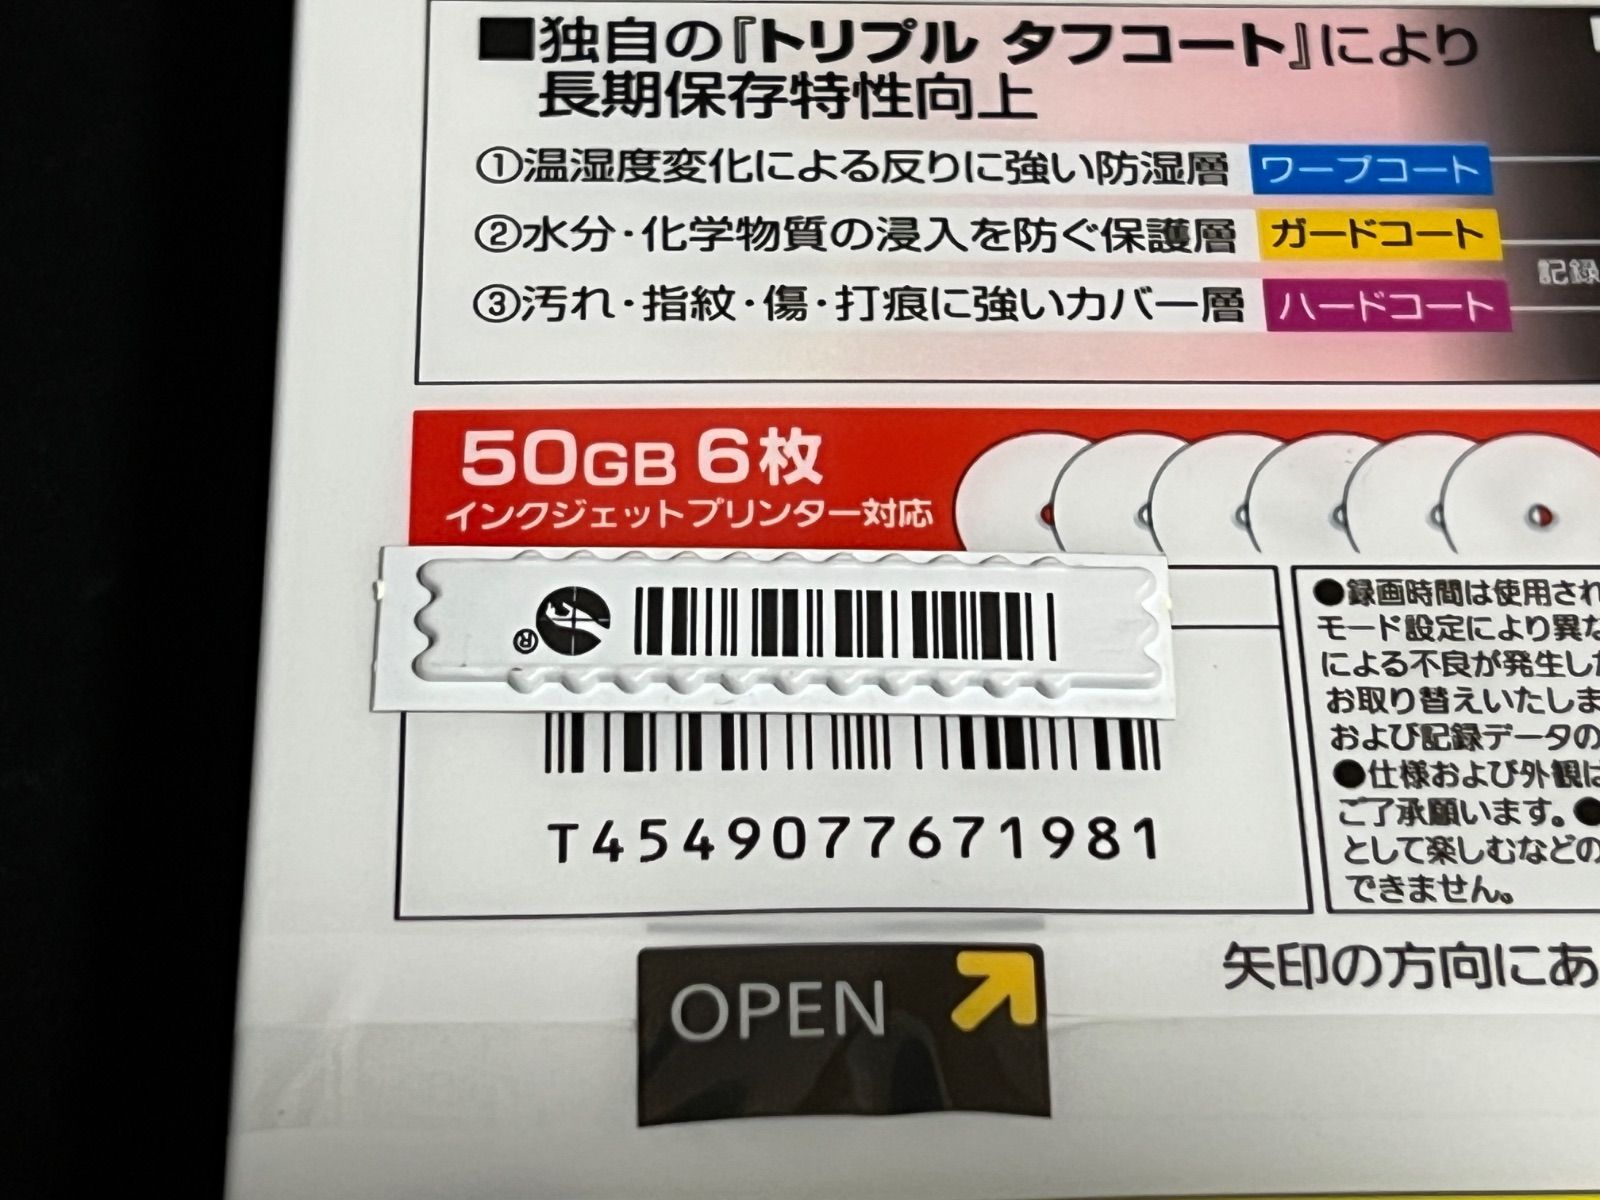 ■独自の『トリプル タフコート』により
長期保存特性向上
①温湿度変化による反りに強い防湿層 ワープコート
②水分・化学物質の浸入を防ぐ保護層 ガードコート
記録
③汚れ・指紋・傷・打痕に強いカバー層 ハードコート
50GB 6枚
インクジェットプリンター対応
®
T4549077671981
●録画時間は使用され
モード設定により異な
による不良が発生した
お取り替えいたしま
および記録データの
●仕様および外観は
ご了承願います。●
として楽しむなどの
できません。
OPEN
矢印の方向にあ